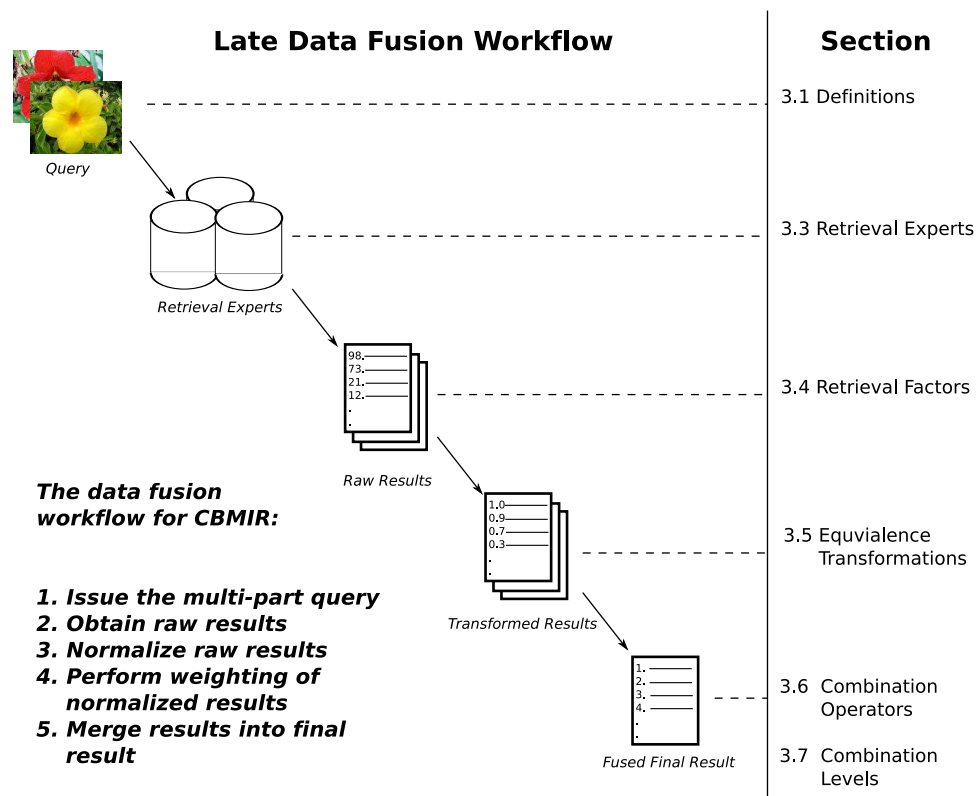 Late Data Fusion Workflow
Section
3.1 Definitions
Query
3.3 Retrieval Experts
Retrieval Experts
98.
73.
21.
12.
.
.
3.4 Retrieval Factors
Raw Results
1.0
0.9
0.7
0.3
.
.
3.5 Equvialence
Transformations
Transformed Results
The data fusion
workflow for CBMIR:
1. Issue the multi-part query
2. Obtain raw results
3. Normalize raw results
4. Perform weighting of
normalized results
5. Merge results into final
result
1.
2.
3.
4.
.
.
3.6 Combination
Operators
Fused Final Result
3.7 Combination
Levels